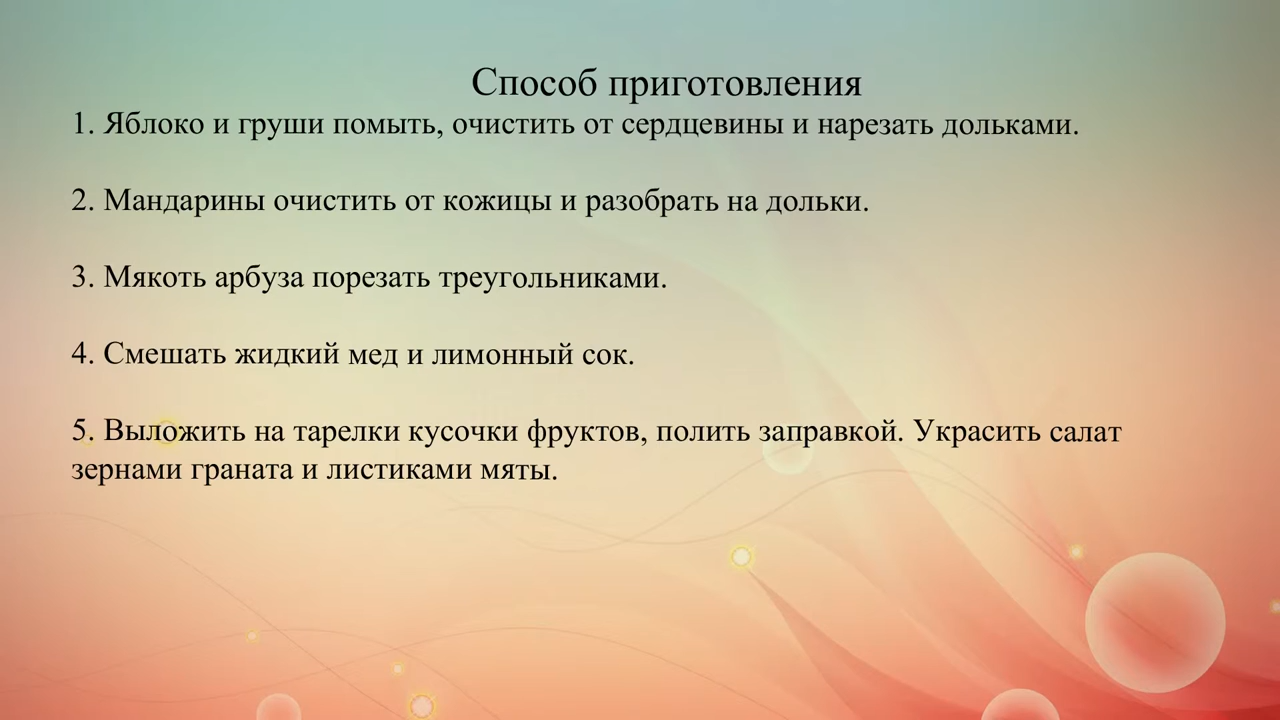 Способ приготовления
1. Яблоко и груши помыть, очистить от сердцевины и нарезать дольками.
2. Мандарины очистить от кожицы и разобрать на дольки.
3. Мякоть арбуза порезать треугольниками.
4. Смешать жидкий мед и лимонный сок.
5. Выложить на тарелки кусочки фруктов, полить заправкой. Украсить салат
зернами граната и листиками мяты.